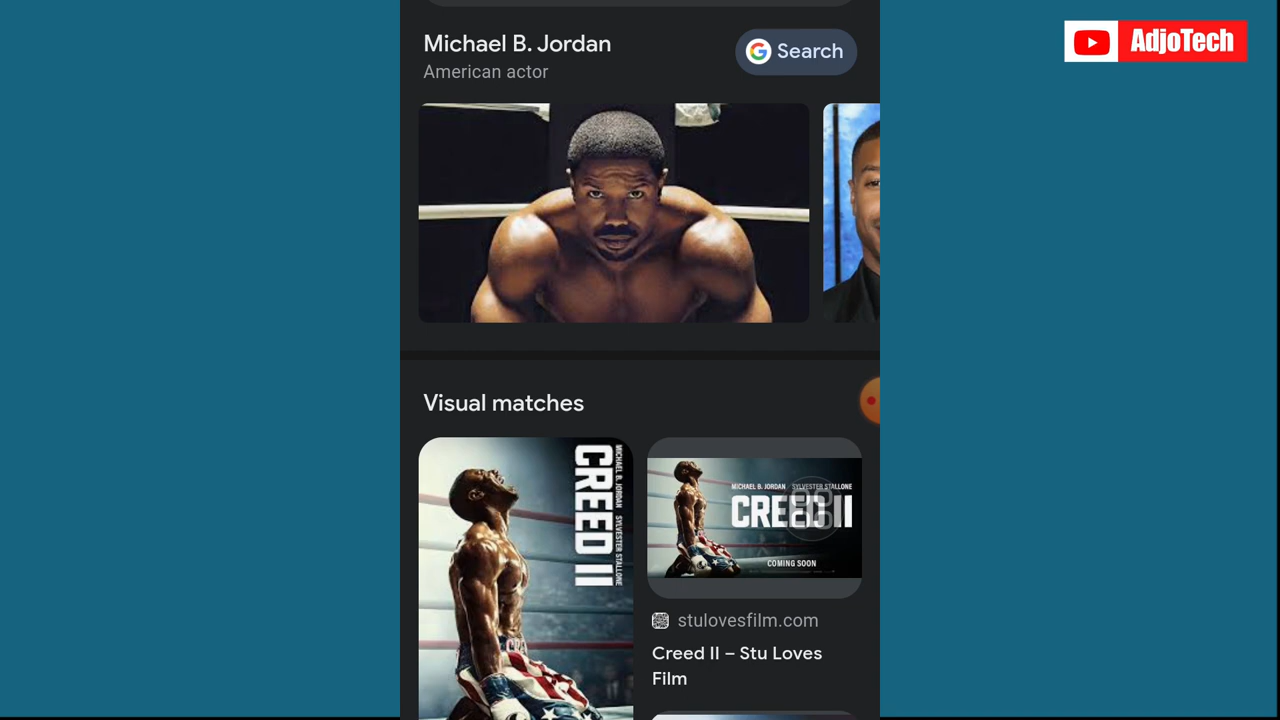 AdjoTech
Michael B. Jordan
American actor
Search
Visual matches
MICHAEL B. JORDAN SYLVESTER STALLONE
CREED II
MICHAEL B. JORDAN SYLVESTER STALLONE
CREED II
COMING SOON
stulovesfilm.com
Creed II – Stu Loves
Film